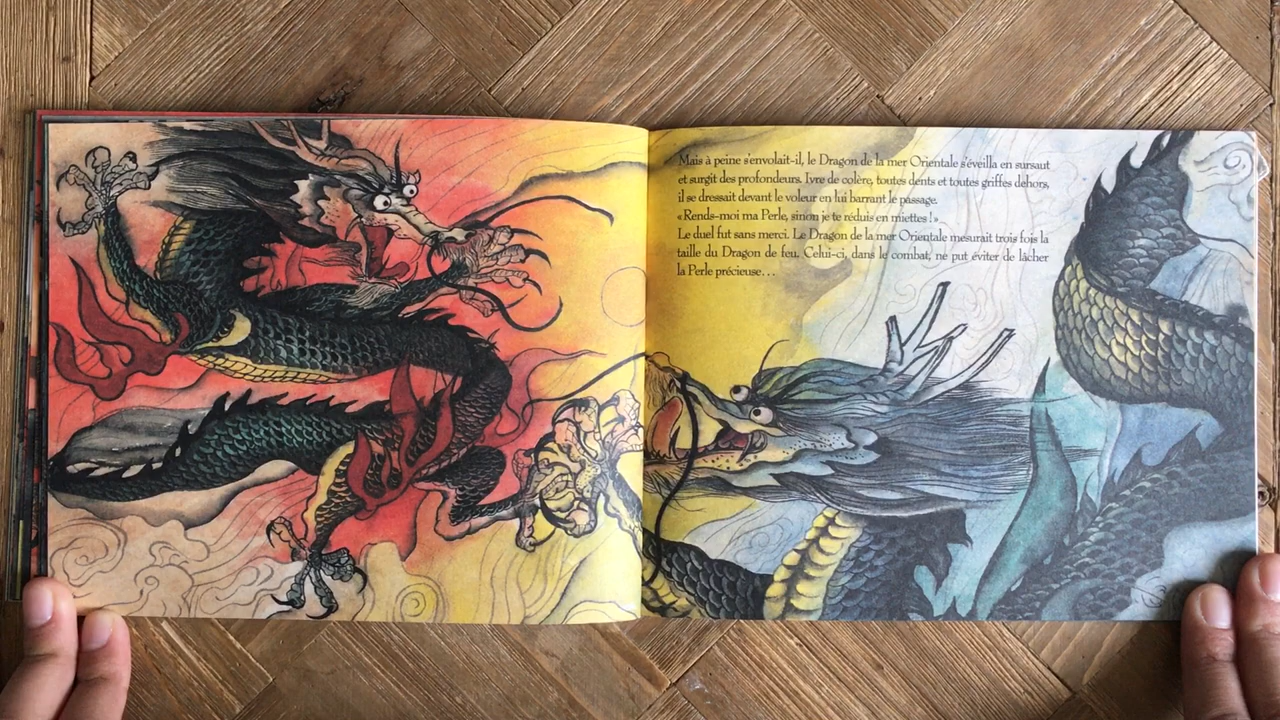 Mais à peine s'envolait-il, le Dragon de la mer Orientale s'éveilla en sursaut
et surgit des profondeurs. Ivre de colère, toutes dents et toutes griffes dehors,
il se dressait devant le voleur en lui barrant le passage.
«Rends-moi ma Perle, sinon je te réduis en miettes!»
Le duel fut sans merci. Le Dragon de la mer Orientale mesurait trois fois la
taille du Dragon de feu. Celui-ci, dans le combat, ne put éviter de lâcher
la Perle précieuse…